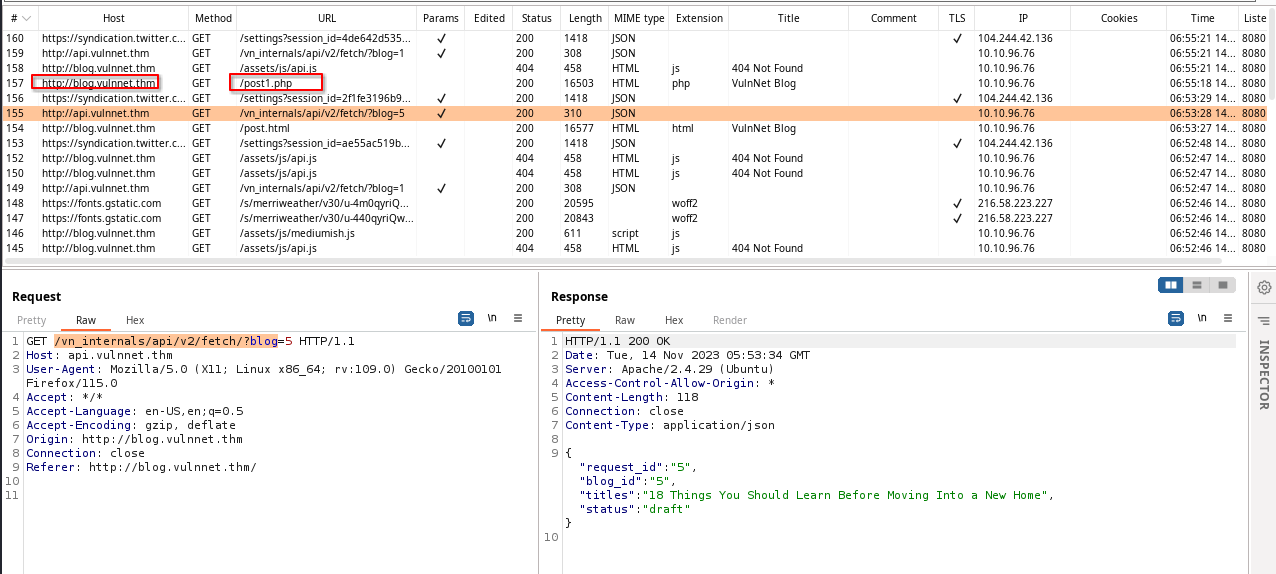 # Host Method URL Params Edited Status Length MIME type Extension Title Comment TLS IP Cookies Time Liste
160 https://syndication.twitter.c... GET /settings?session_id=4de642d535... ✓ 200 1418 JSON ✓ 104.244.42.136 06:55:21 14... 8080
159 http://api.vulnnet.thm GET /vn_internals/api/v2/fetch/?blog=1 ✓ 200 308 JSON 10.10.96.76 06:55:21 14... 8080
158 http://blog.vulnnet.thm GET /assets/js/api.js 404 458 HTML js 404 Not Found 10.10.96.76 06:55:21 14... 8080
157 http://blog.vulnnet.thm GET /post1.php 200 16503 HTML php VulnNet Blog 10.10.96.76 06:55:18 14... 8080
156 https://syndication.twitter.c... GET /settings?session_id=2f1fe3196b9... ✓ 200 1418 JSON ✓ 104.244.42.136 06:53:29 14... 8080
155 http://api.vulnnet.thm GET /vn_internals/api/v2/fetch/?blog=5 ✓ 200 310 JSON 10.10.96.76 06:53:28 14... 8080
154 http://blog.vulnnet.thm GET /post.html 200 16577 HTML html VulnNet Blog 10.10.96.76 06:53:27 14... 8080
153 https://syndication.twitter.c... GET /settings?session_id=ae55ac519b... ✓ 200 1418 JSON ✓ 104.244.42.136 06:52:48 14... 8080
152 http://blog.vulnnet.thm GET /assets/js/api.js 404 458 HTML js 404 Not Found 10.10.96.76 06:52:47 14... 8080
150 http://blog.vulnnet.thm GET /assets/js/api.js 404 458 HTML js 404 Not Found 10.10.96.76 06:52:47 14... 8080
149 http://api.vulnnet.thm GET /vn_internals/api/v2/fetch/?blog=1 ✓ 200 308 JSON 10.10.96.76 06:52:47 14... 8080
148 https://fonts.gstatic.com GET /s/merriweather/v30/u-4m0qyriQ... 200 20595 woff2 ✓ 216.58.223.227 06:52:46 14... 8080
147 https://fonts.gstatic.com GET /s/merriweather/v30/u-440qyriQw... 200 20843 woff2 ✓ 216.58.223.227 06:52:46 14... 8080
146 http://blog.vulnnet.thm GET /assets/js/mediumish.js 200 611 script js 10.10.96.76 06:52:46 14... 8080
145 http://blog.vulnnet.thm GET /assets/js/api.js 404 458 HTML js 404 Not Found 10.10.96.76 06:52:46 14... 8080
Request
Pretty Raw Hex \n
1 GET /vn_internals/api/v2/fetch/?blog=5 HTTP/1.1
2 Host: api.vulnnet.thm
3 User-Agent: Mozilla/5.0 (X11; Linux x86_64; rv:109.0) Gecko/20100101
Firefox/115.0
4 Accept: */*
5 Accept-Language: en-US,en;q=0.5
6 Accept-Encoding: gzip, deflate
7 Origin: http://blog.vulnnet.thm
8 Connection: close
9 Referer: http://blog.vulnnet.thm/
10
11
Response
Pretty Raw Hex Render \n
1 HTTP/1.1 200 OK
2 Date: Tue, 14 Nov 2023 05:53:34 GMT
3 Server: Apache/2.4.29 (Ubuntu)
4 Access-Control-Allow-Origin: *
5 Content-Length: 118
6 Connection: close
7 Content-Type: application/json
8
9 {
"request_id":"5",
"blog_id":"5",
"titles":"18 Things You Should Learn Before Moving Into a New Home",
"status":"draft"
}
10
INSPECTOR